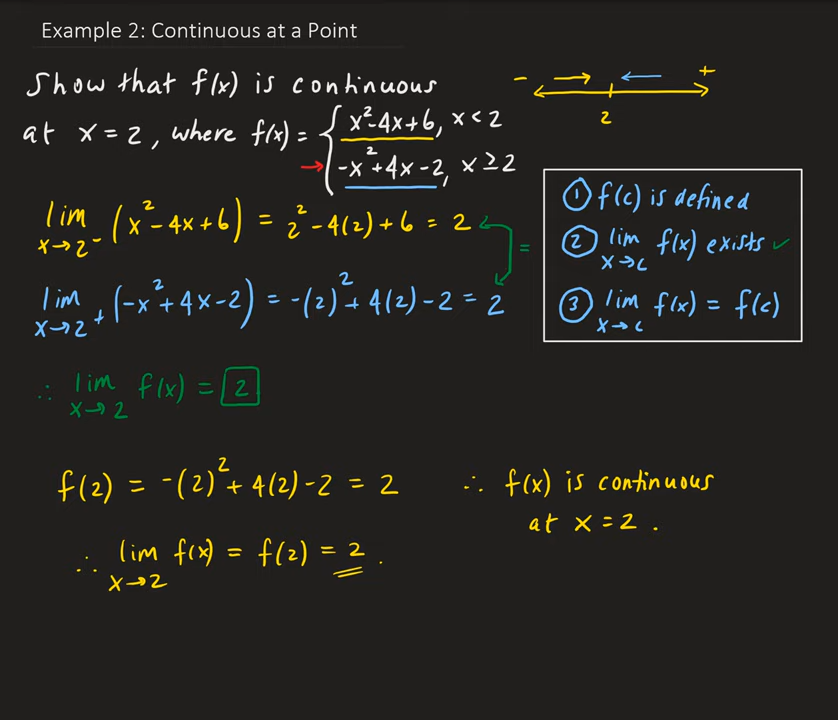 Example 2: Continuous at a Point
Show that f(x) is continuous
at x = 2, where f(x) = { x²-4x+6, x < 2
-x²+4x-2, x ≥ 2
- +
2
① f(c) is defined
② lim x→c f(x) exists ✓
③ lim x→c f(x) = f(c)
lim x→2⁻ (x²-4x+6) = 2²-4(2)+6 = 2
=
lim x→2⁺ (-x²+4x-2) = -(2)²+4(2)-2 = 2
∴ lim x→2 f(x) = 2
f(2) = -(2)²+4(2)-2 = 2
∴ lim x→2 f(x) = f(2) = 2.
∴ f(x) is continuous
at x = 2.